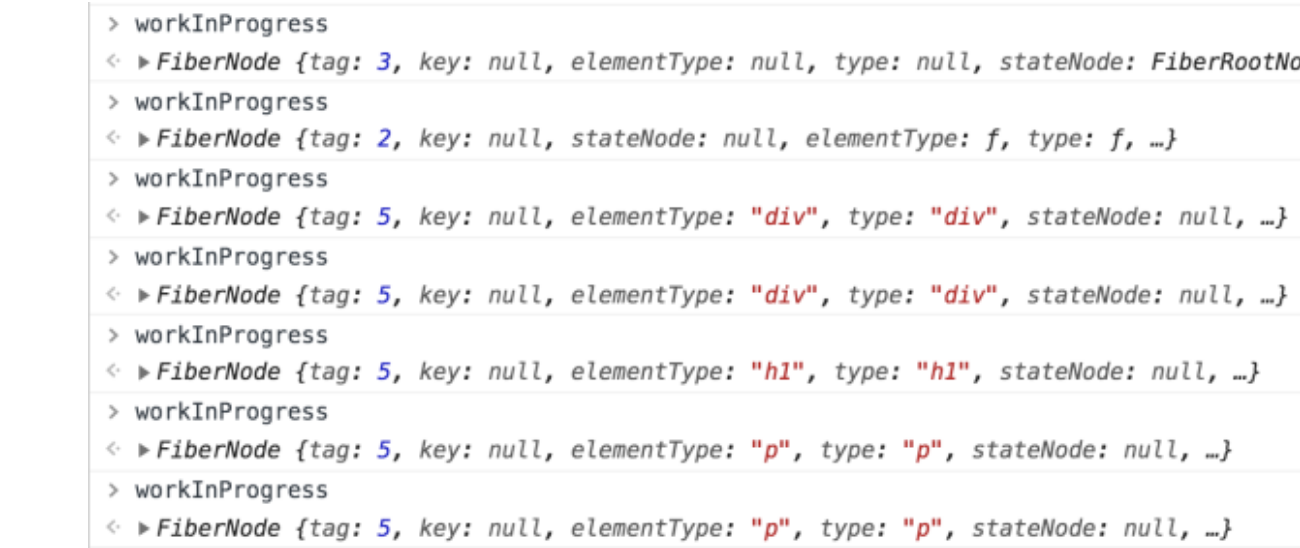 > workInProgress
<· ▶FiberNode {tag: 3, key: null, elementType: null, type: null, stateNode: FiberRootNo
> workInProgress
<· ▶FiberNode {tag: 2, key: null, stateNode: null, elementType: ƒ, type: ƒ, …}
> workInProgress
<· ▶FiberNode {tag: 5, key: null, elementType: "div", type: "div", stateNode: null, …}
> workInProgress
<· ▶FiberNode {tag: 5, key: null, elementType: "div", type: "div", stateNode: null, …}
> workInProgress
<· ▶FiberNode {tag: 5, key: null, elementType: "h1", type: "h1", stateNode: null, …}
> workInProgress
<· ▶FiberNode {tag: 5, key: null, elementType: "p", type: "p", stateNode: null, …}
> workInProgress
<· ▶FiberNode {tag: 5, key: null, elementType: "p", type: "p", stateNode: null, …}